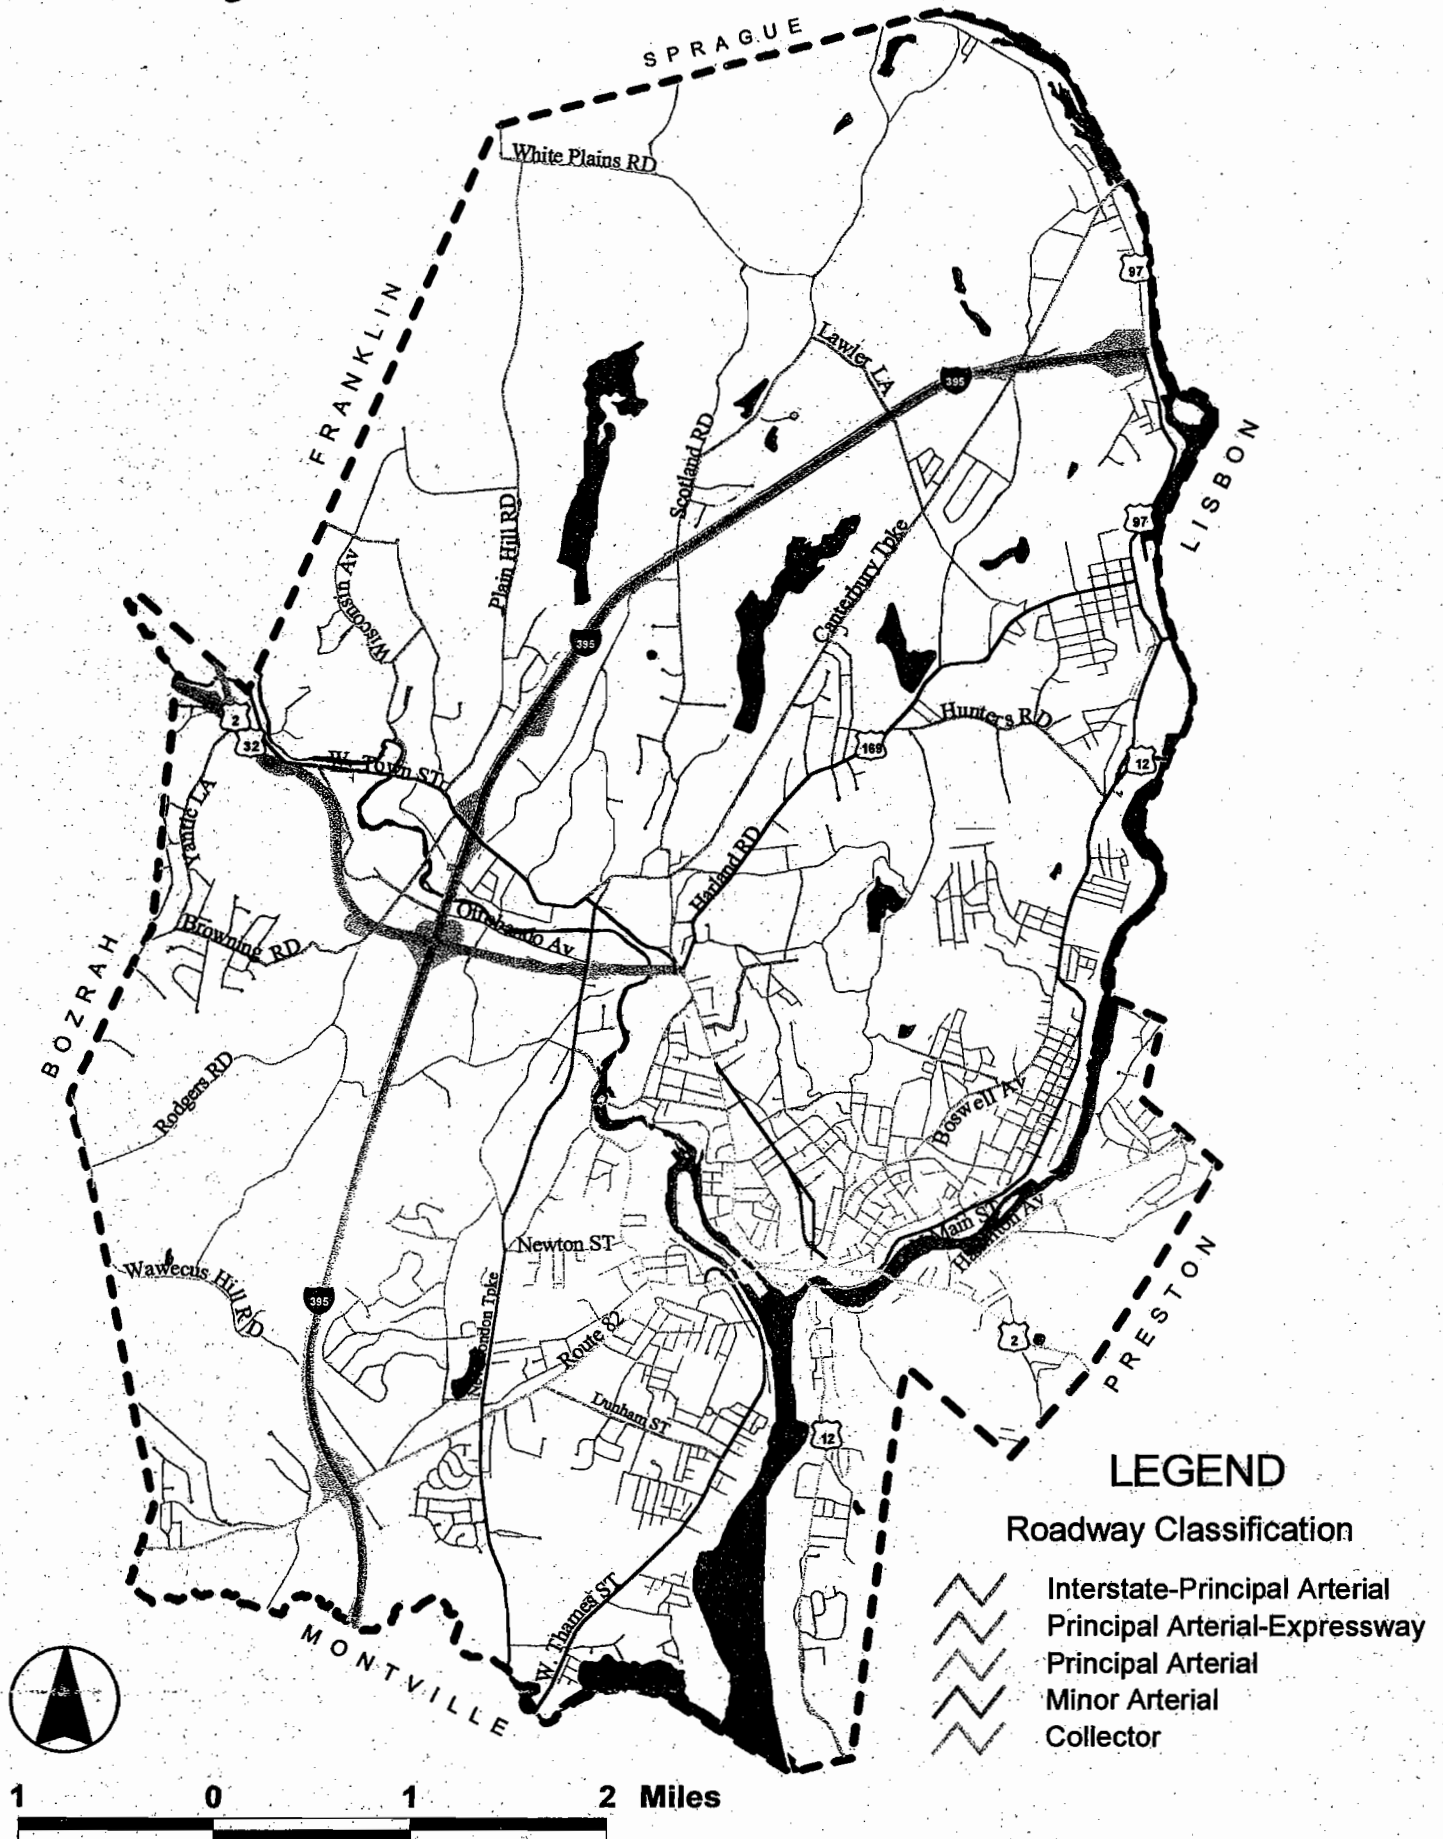 SPRAGUE
White Plains RD
97
FRANKLIN
Lawler LA
395
LISBON
Scotland RD
Plain Hill RD
97
Canterbury Tpke
Wisconsin Av
395
Hunters RD
2
32
169
12
W. Town ST
Yantic LA
Harland RD
Ottrobando Av
Browning RD
BOZRAH
Rodgers RD
Boswell Av
Main ST
Newton ST
Wawecus Hill RD
395
PRESTON
2
Route 82
Dunham ST
12
LEGEND
Roadway Classification
Interstate-Principal Arterial
Principal Arterial-Expressway
Principal Arterial
Minor Arterial
Collector
W. Thames ST
MONTVILLE
1 0 1 2 Miles